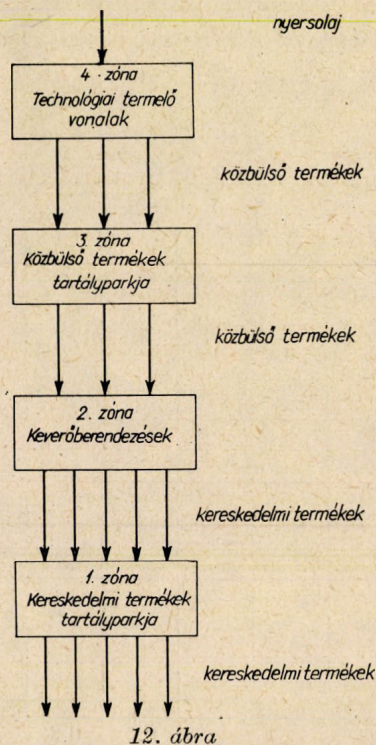 nyersolaj
4. zóna
Technológiai termelő
vonalak
közbülső termékek
3. zóna
Közbülső termékek
tartályparkja
közbülső termékek
2. zóna
Keverőberendezések
kereskedelmi termékek
1. zóna
Kereskedelmi termékek
tartályparkja
kereskedelmi termékek
12. ábra